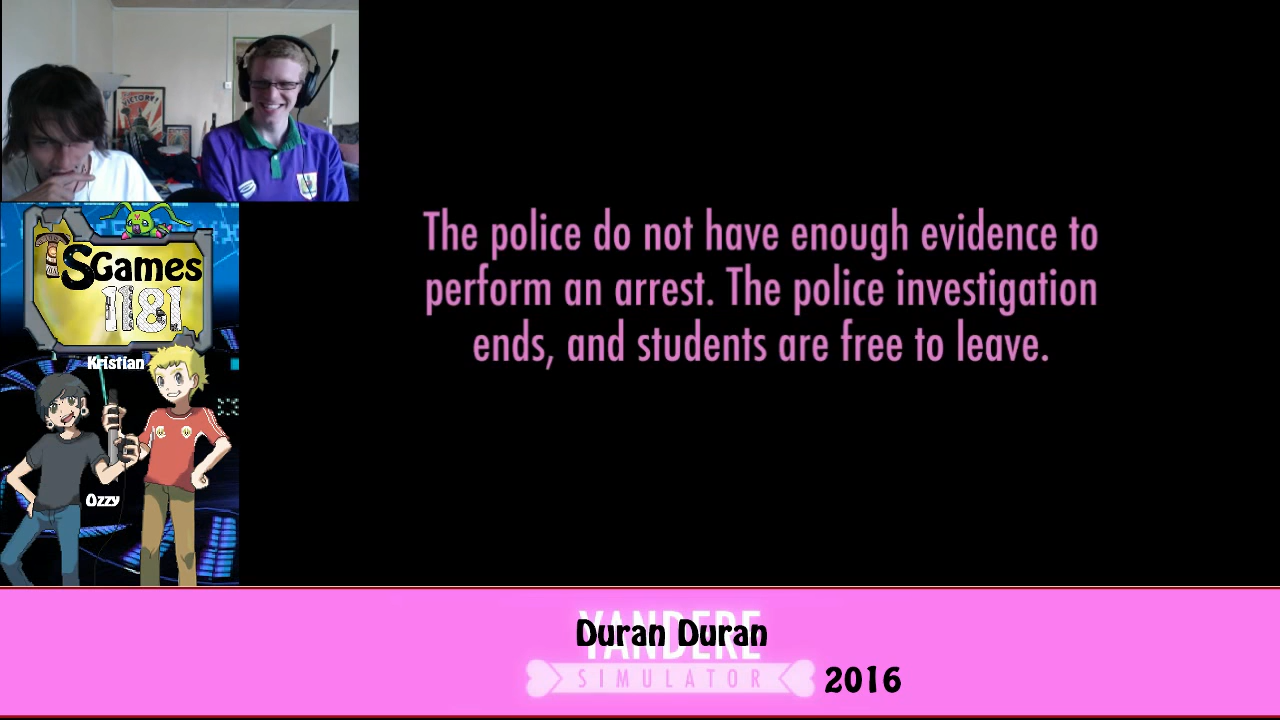 VICTORY!
SGames
1181
Kristian
Ozzy
The police do not have enough evidence to
perform an arrest. The police investigation
ends, and students are free to leave.
YANDERE
Duran Duran
SIMULATOR
2016